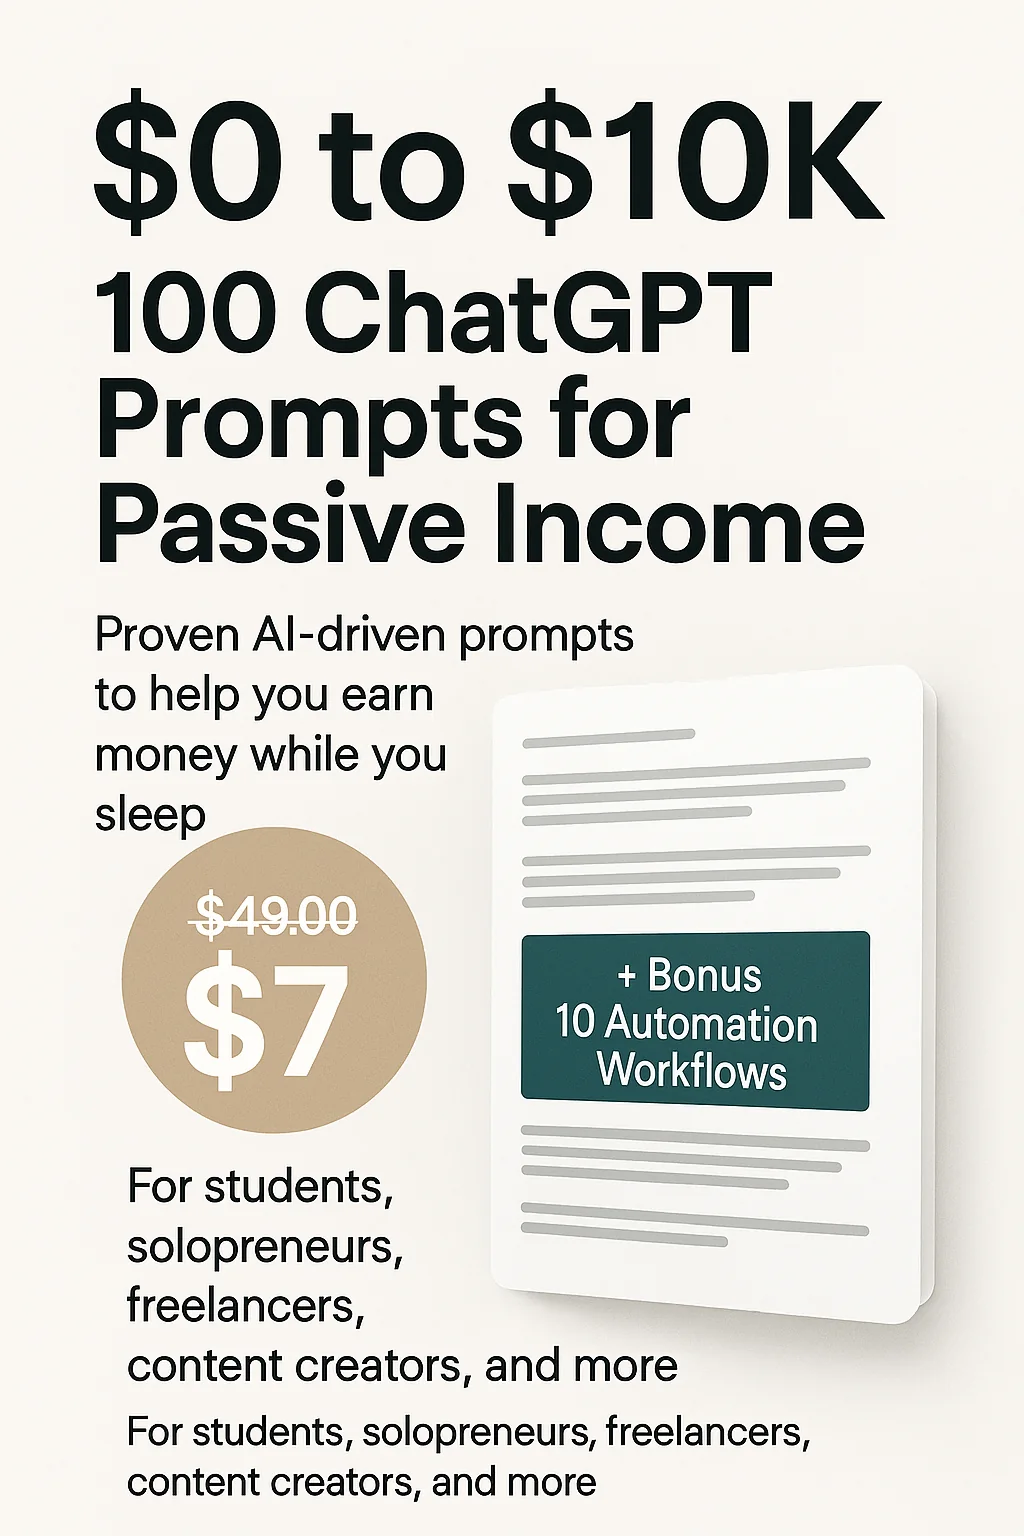 $0 to $10K
100 ChatGPT
Prompts for
Passive Income
Proven AI-driven prompts
to help you earn
money while you
sleep
$49.00
$7
+ Bonus
10 Automation
Workflows
For students,
solopreneurs,
freelancers,
content creators, and more
For students, solopreneurs, freelancers,
content creators, and more